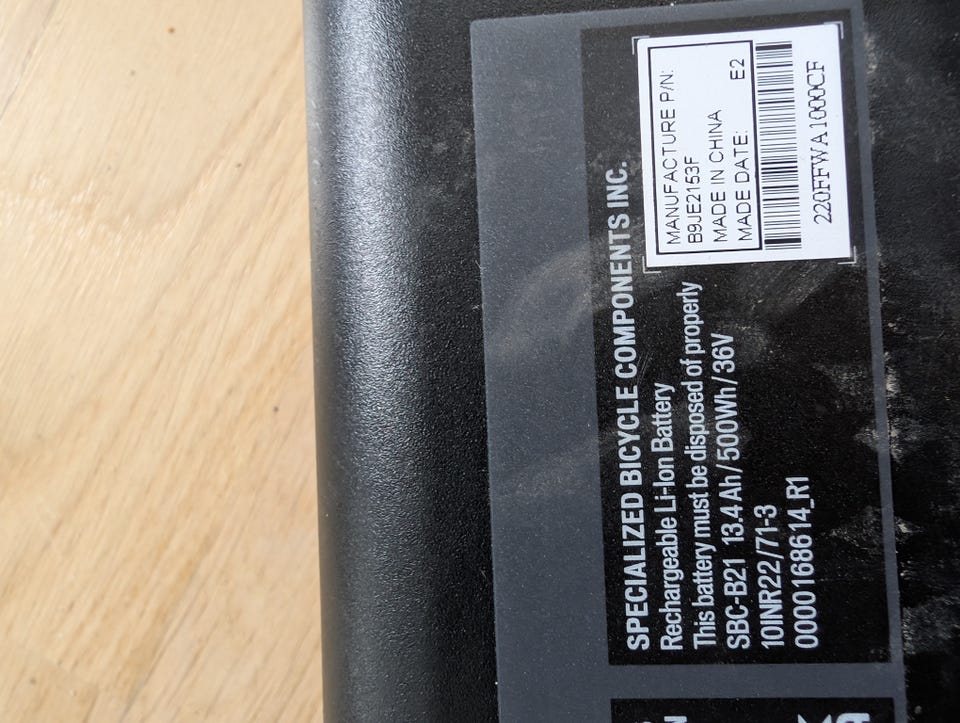 SPECIALIZED BICYCLE COMPONENTS INC.
Rechargeable Li-Ion Battery
This battery must be disposed of properly
SBC-B21 13.4 Ah/500Wh/36V
10INR22/71-3
0000168614_R1
MANUFACTURE P/N:
B9JE2153F
MADE IN CHINA
MADE DATE: E2
220FFWA1000CF